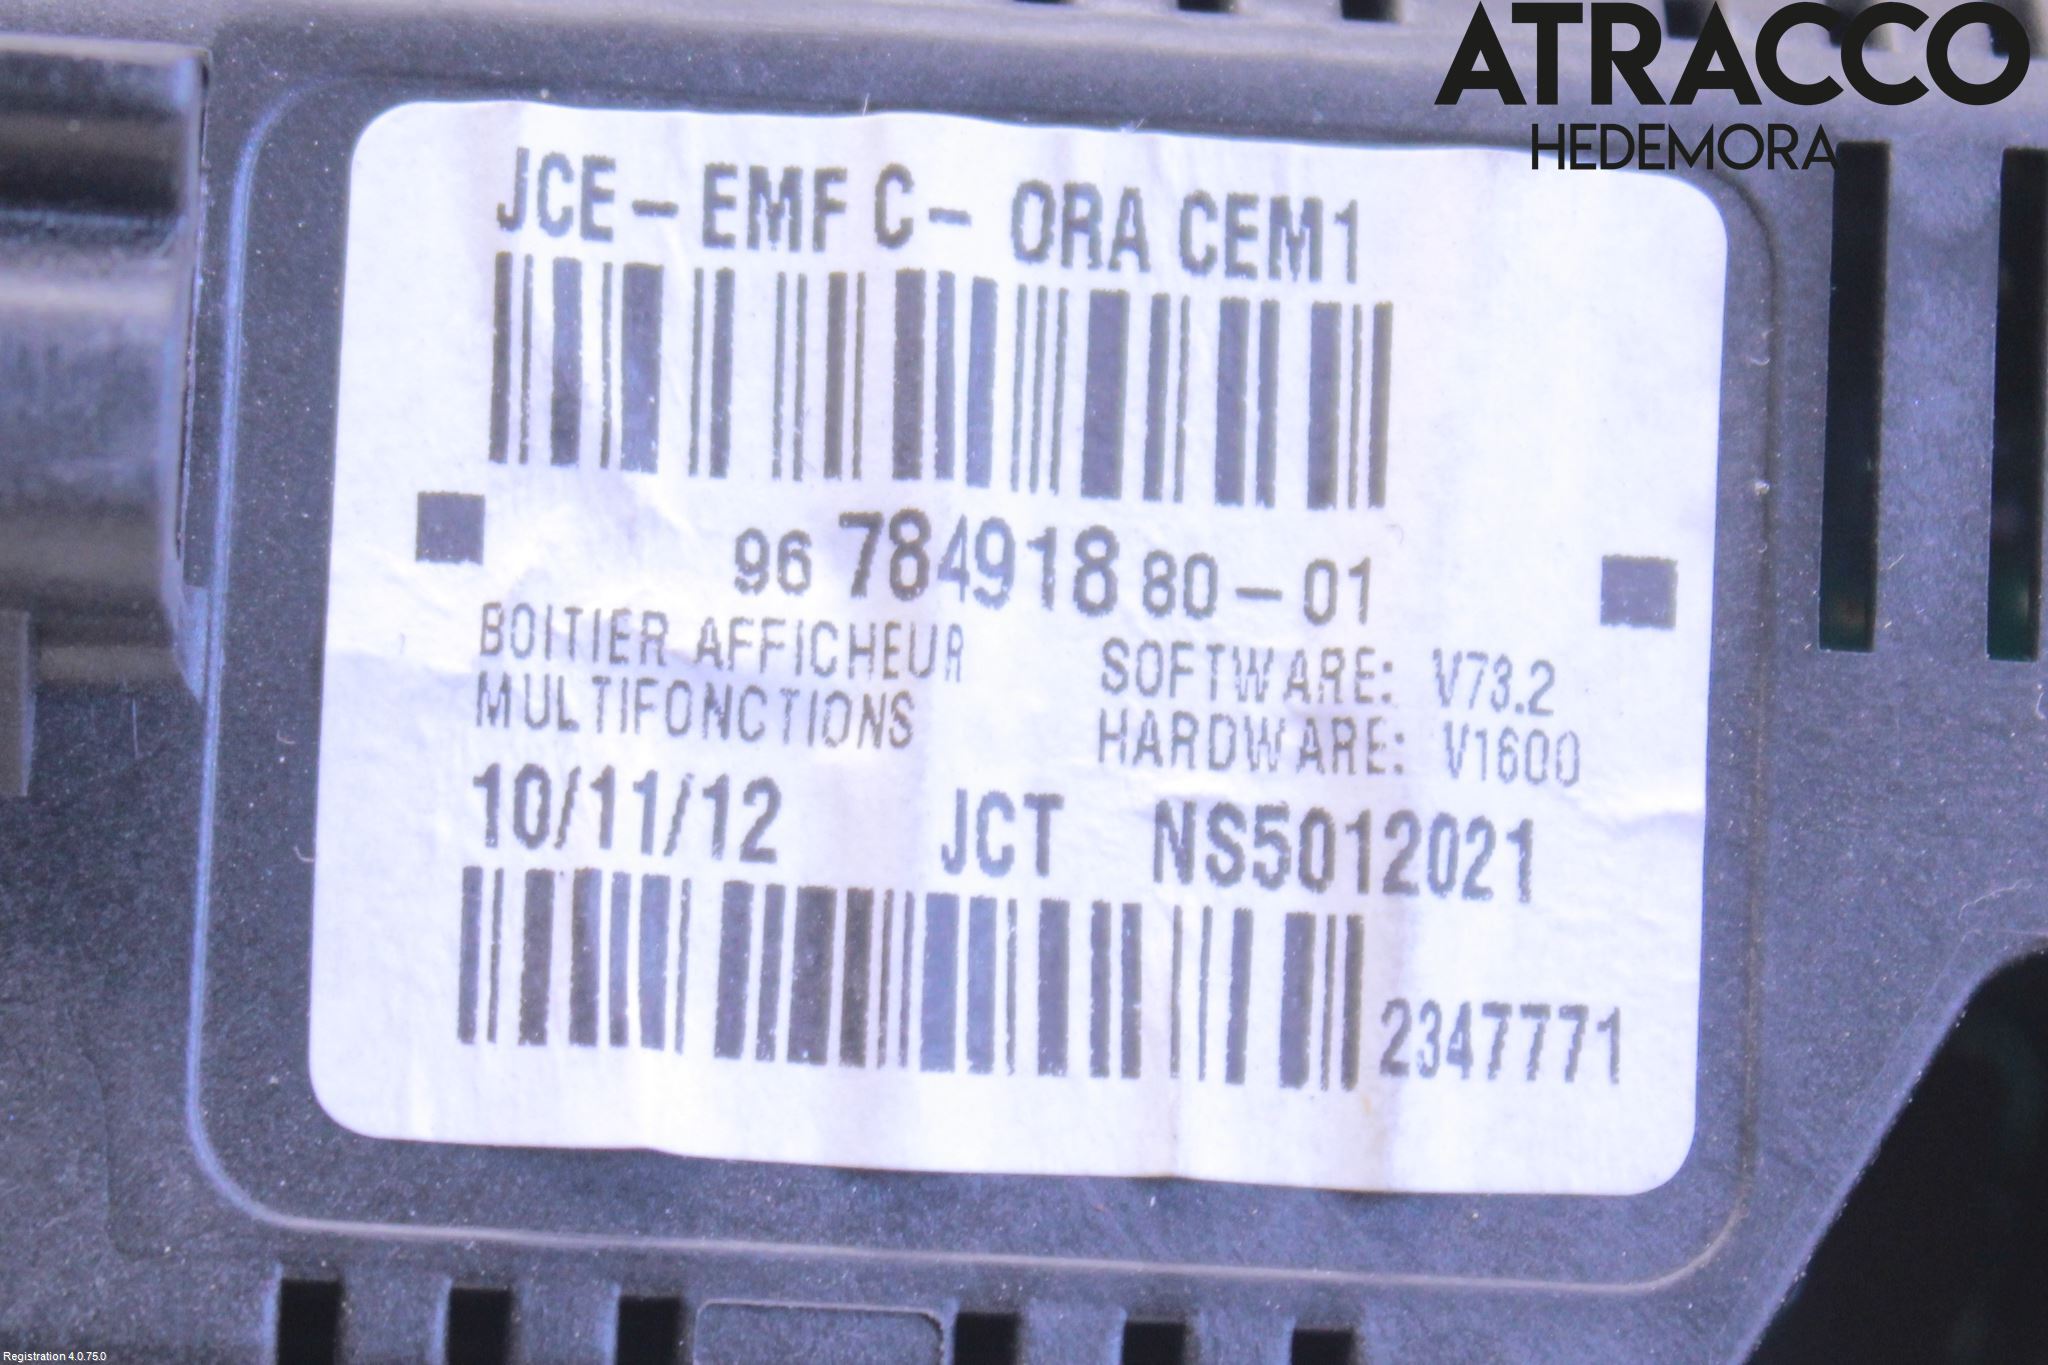 ATRACCO
HEDEMORA
JCE-EMF C- ORA CEM1
96 784918 80-01
BOITIER AFFICHEUR
MULTIFONCTIONS
SOFTWARE: V73.2
HARDWARE: V1600
10/11/12 JCT NS5012021
2347771
Registration 4.0.75.0